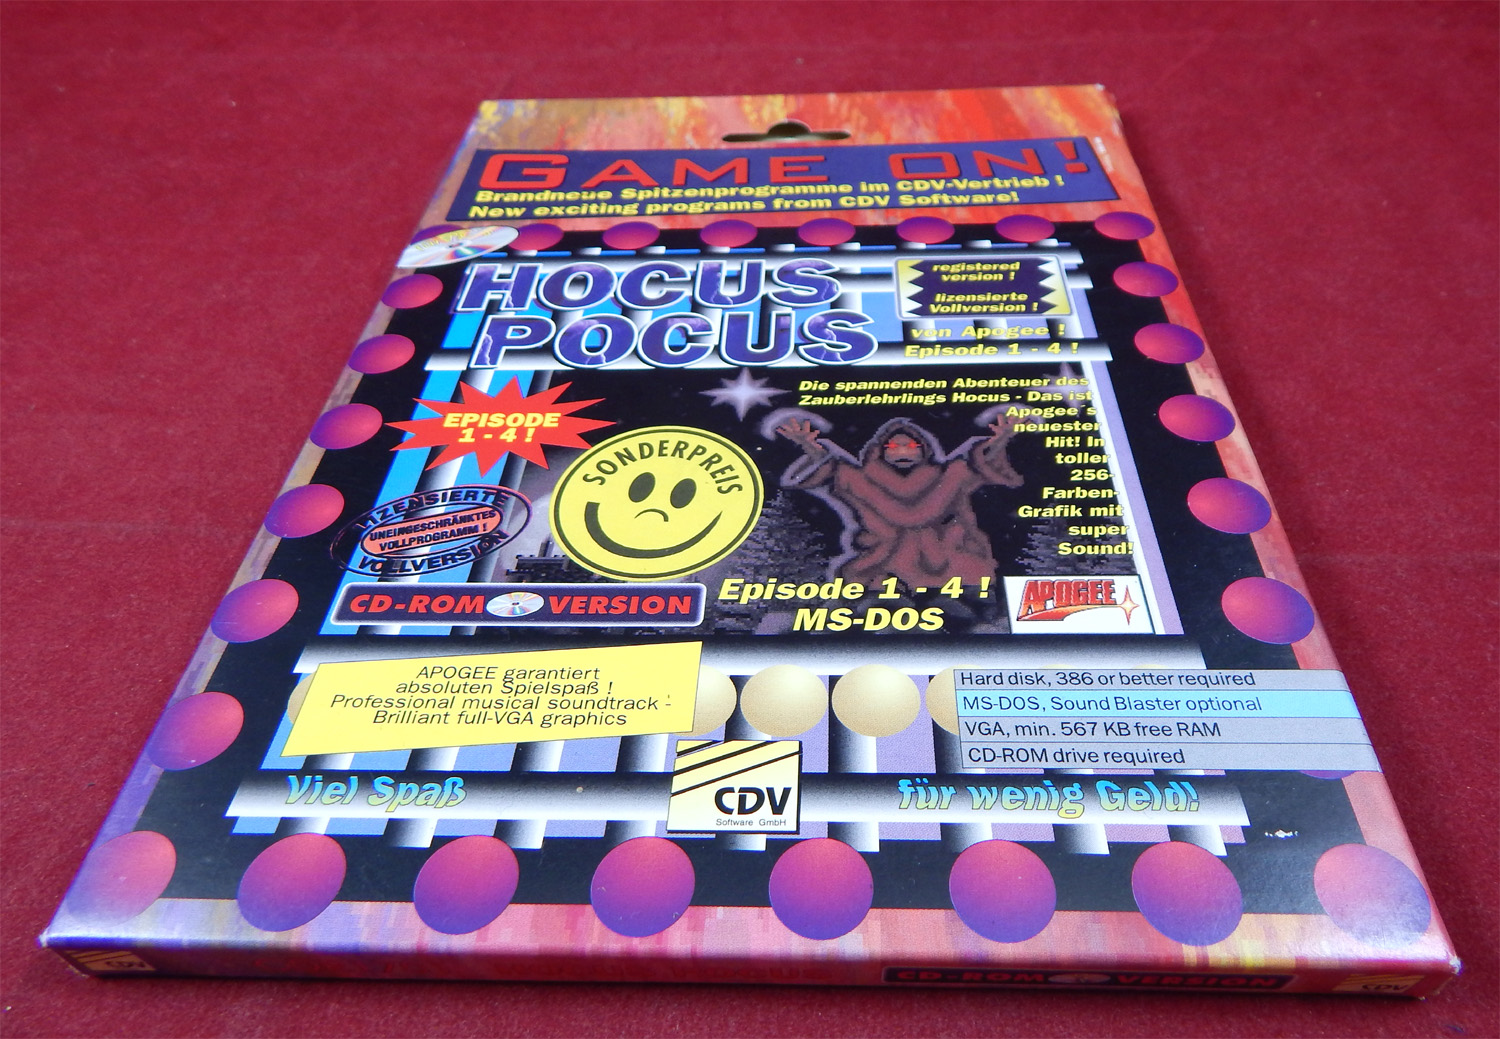 GAME ON!
Brandneue Spitzenprogramme im CDV-Vertrieb !
New exciting programs from CDV Software!
HOCUS
POCUS
registered
version !
lizensierte
Vollversion !
von Apogee !
Episode 1 - 4 !
Die spannenden Abenteuer des
Zauberlehrlings Hocus - Das ist
Apogee´s
neuester
Hit! In
toller
256-
Farben-
Grafik mit
super
Sound!
EPISODE
1 - 4 !
SONDERPREIS
LIZENSIERTE
UNEINGESCHRÄNKTES
VOLLPROGRAMM !
VOLLVERSION
CD-ROM VERSION
Episode 1 - 4 !
MS-DOS
APOGEE
APOGEE garantiert
absoluten Spielspaß !
Professional musical soundtrack -
Brilliant full-VGA graphics
Hard disk, 386 or better required
MS-DOS, Sound Blaster optional
VGA, min. 567 KB free RAM
CD-ROM drive required
Viel Spaß
für wenig Geld!
CDV
Software GmbH
CDV
CD-ROM VERSION
CDV